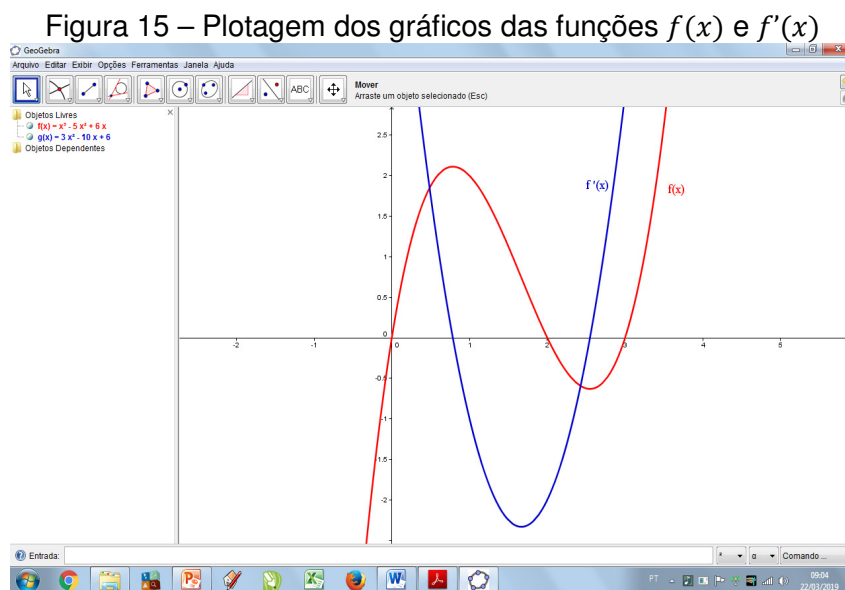 Figura 15 – Plotagem dos gráficos das funções f(x) e f’(x)
GeoGebra
Arquivo Editar Exibir Opções Ferramentas Janela Ajuda
ABC
Mover
Arraste um objeto selecionado (Esc)
Objetos Livres
f(x) = x³ - 5 x² + 6 x
g(x) = 3 x² - 10 x + 6
Objetos Dependentes
2.5
2
1.5
1
0.5
0
-0.5
-1
-1.5
-2
-2 -1 0 1 2 3 4 5
f '(x)
f(x)
Entrada:
α
Comando ...
PT
09:04
22/03/2019